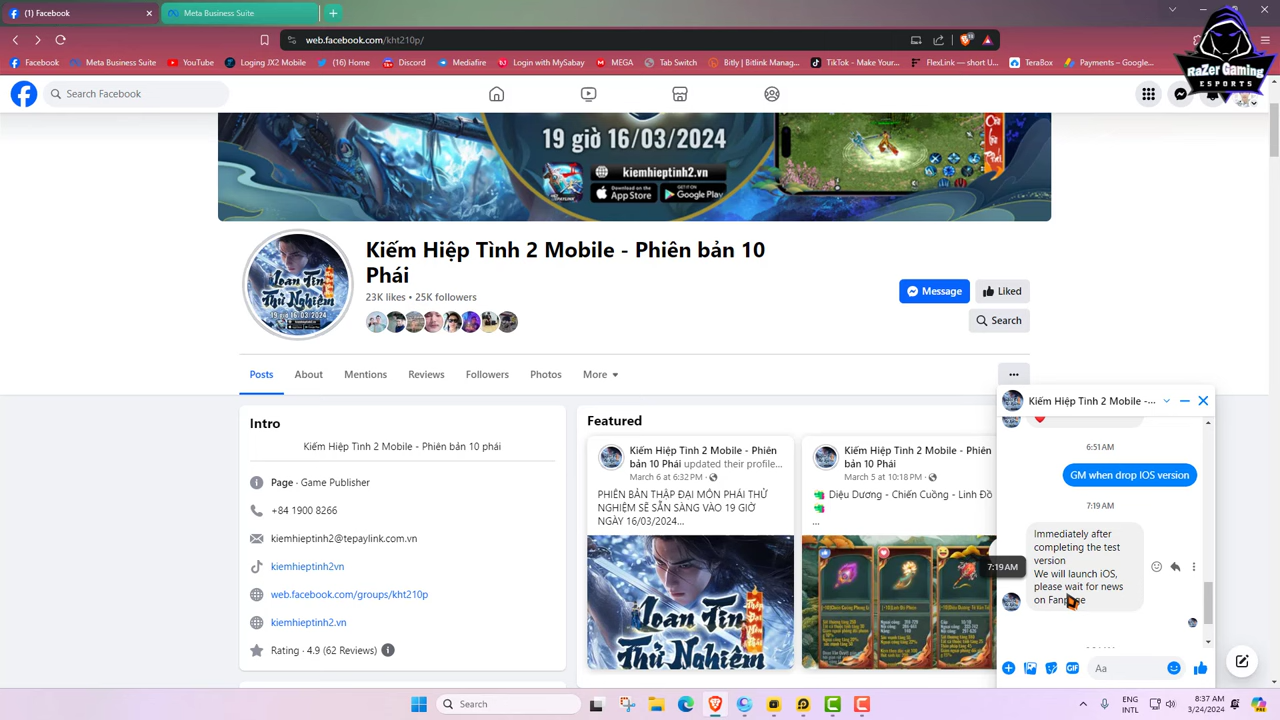 (1) Facebook
Meta Business Suite
web.facebook.com/kht210p/
Facebook
Meta Business Suite
YouTube
Loging JX2 Mobile
(16) Home
Discord
Mediafire
Login with MySabay
MEGA
Tab Switch
Bitly | Bitlink Manag...
TikTok - Make Your...
FlexLink — short U...
TeraBox
Payments – Google...
RaZer Gaming
ESPORTS
Search Facebook
19 giờ 16/03/2024
kiemhieptinh2.vn
Download on the
App Store
GET IT ON
Google Play
Kiếm Hiệp Tình 2 Mobile - Phiên bản 10
Phái
23K likes • 25K followers
Message
Liked
Search
Posts
About
Mentions
Reviews
Followers
Photos
More
Intro
Kiếm Hiệp Tình 2 Mobile - Phiên bản 10 phái
Page · Game Publisher
+84 1900 8266
kiemhieptinh2@tepaylink.com.vn
kiemhieptinh2vn
web.facebook.com/groups/kht210p
kiemhieptinh2.vn
Rating · 4.9 (62 Reviews)
Featured
Kiếm Hiệp Tình 2 Mobile - Phiên
bản 10 Phái updated their profile...
March 6 at 6:32 PM
PHIÊN BẢN THẬP ĐẠI MÔN PHÁI THỬ
NGHIỆM SẼ SẴN SÀNG VÀO 19 GIỜ
NGÀY 16/03/2024...
Loan Tin
Thử Nghiệm
Kiếm Hiệp Tình 2 Mobile - Phiên
bản 10 Phái
March 5 at 10:18 PM
Diệu Dương - Chiến Cuồng - Linh Đồ
...
Kiếm Hiệp Tình 2 Mobile -...
6:51 AM
GM when drop IOS version
7:19 AM
Immediately after
completing the test
version
We will launch iOS,
please wait for news
on Fanpage
7:19 AM
Aa
Search
ENG
INTL
8:37 AM
3/24/2024